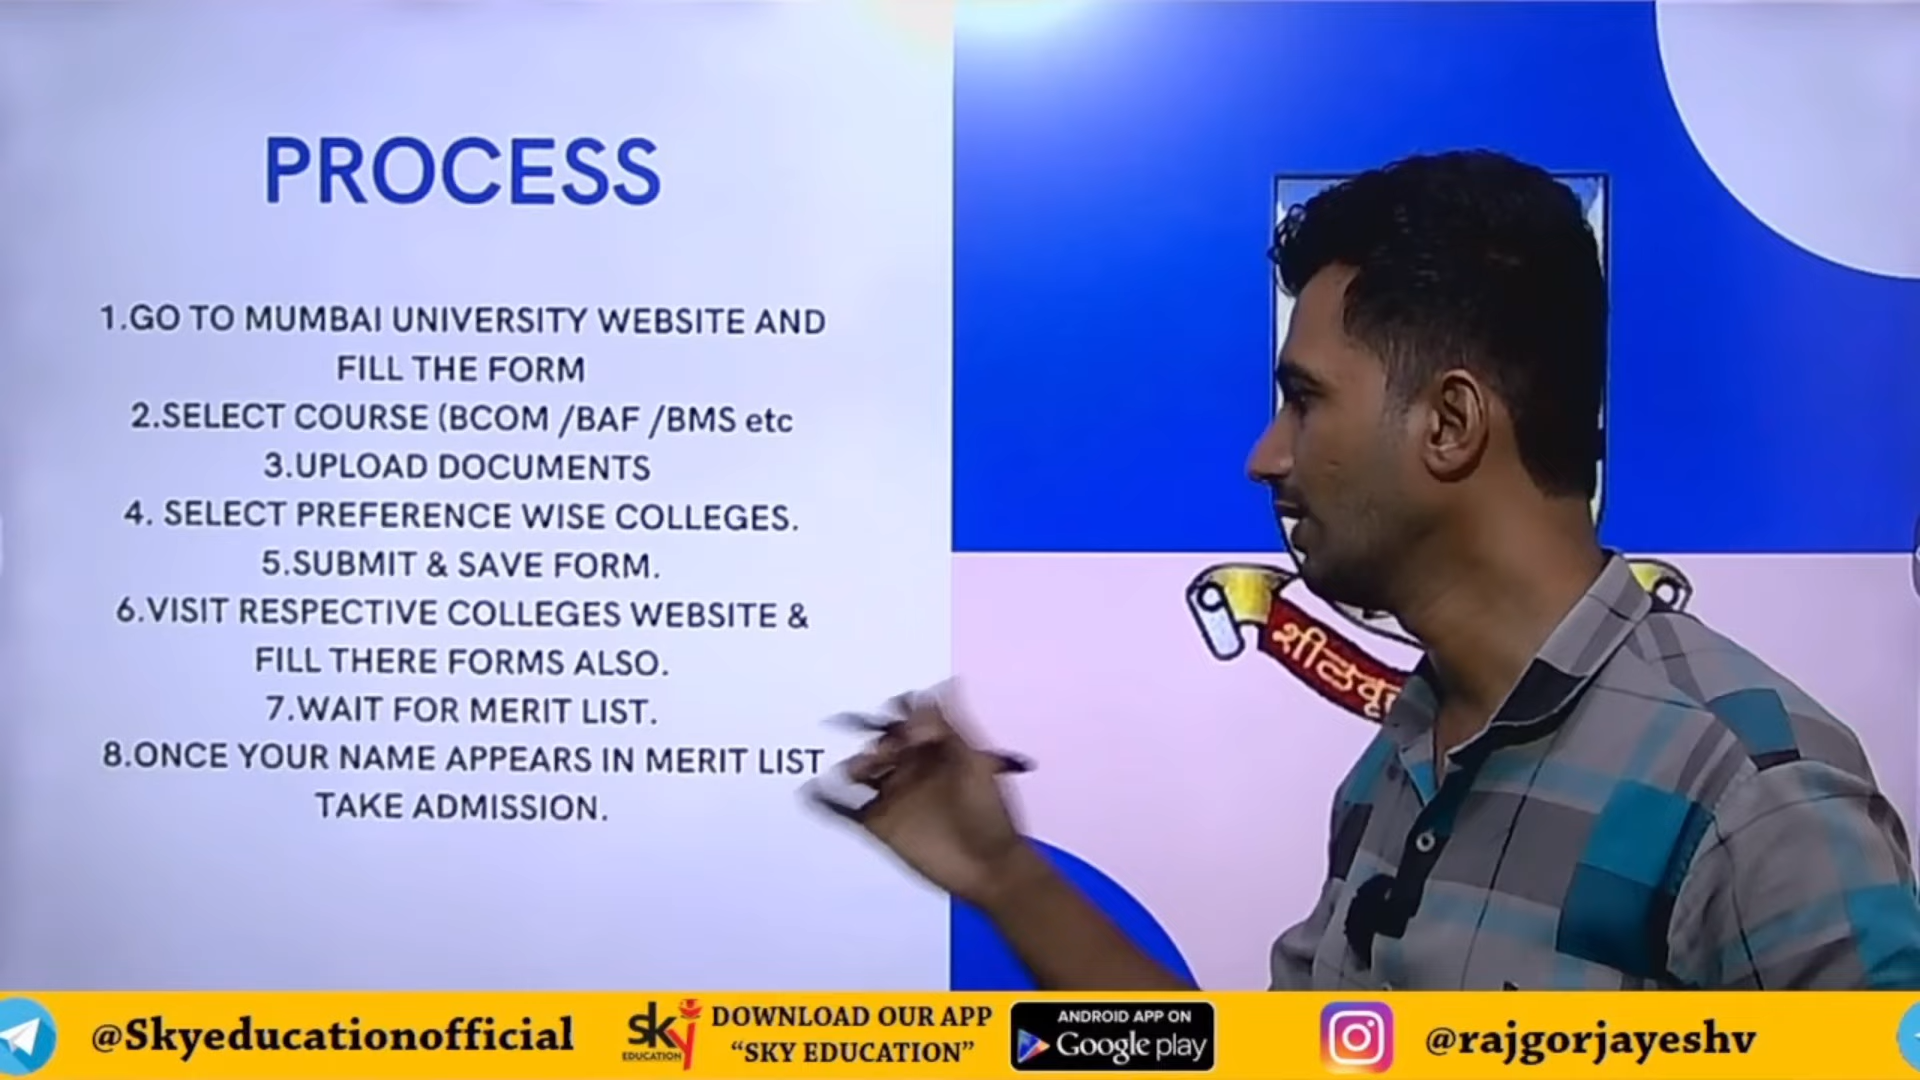 PROCESS
1.GO TO MUMBAI UNIVERSITY WEBSITE AND
FILL THE FORM
2.SELECT COURSE (BCOM /BAF /BMS etc
3.UPLOAD DOCUMENTS
4. SELECT PREFERENCE WISE COLLEGES.
5.SUBMIT & SAVE FORM.
6.VISIT RESPECTIVE COLLEGES WEBSITE &
FILL THERE FORMS ALSO.
7.WAIT FOR MERIT LIST.
8.ONCE YOUR NAME APPEARS IN MERIT LIST
TAKE ADMISSION.
@Skyeducationofficial
sky
EDUCATION
DOWNLOAD OUR APP
“SKY EDUCATION”
ANDROID APP ON
Google play
@rajgorjayeshv